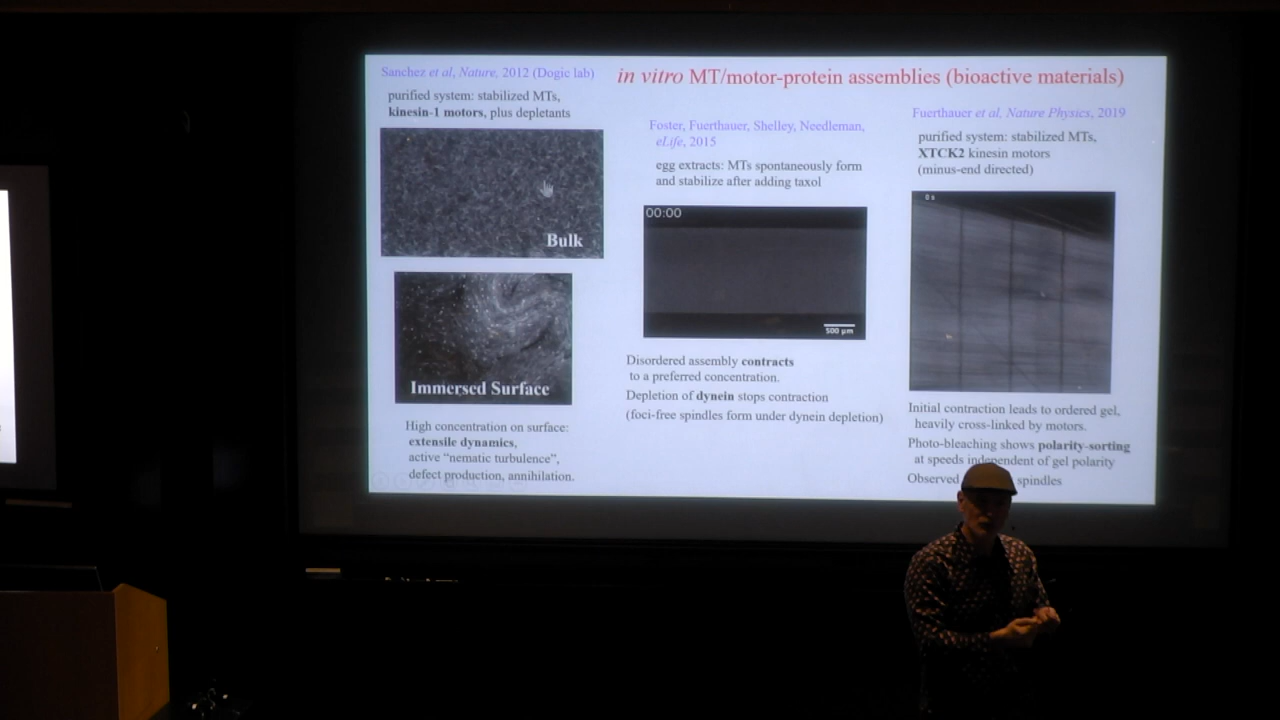 in vitro MT/motor-protein assemblies (bioactive materials)
Sanchez et al, Nature, 2012 (Dogic lab)
purified system: stabilized MTs,
kinesin-1 motors, plus depletants
Bulk
Immersed Surface
High concentration on surface:
extensile dynamics,
active “nematic turbulence”,
defect production, annihilation.
Foster, Fuerthauer, Shelley, Needleman,
eLife, 2015
egg extracts: MTs spontaneously form
and stabilize after adding taxol
00:00
500 µm
Disordered assembly contracts
to a preferred concentration.
Depletion of dynein stops contraction
(foci-free spindles form under dynein depletion)
Fuerthauer et al, Nature Physics, 2019
purified system: stabilized MTs,
XTCK2 kinesin motors
(minus-end directed)
0 s
Initial contraction leads to ordered gel,
heavily cross-linked by motors.
Photo-bleaching shows polarity-sorting
at speeds independent of gel polarity
Observed spindles